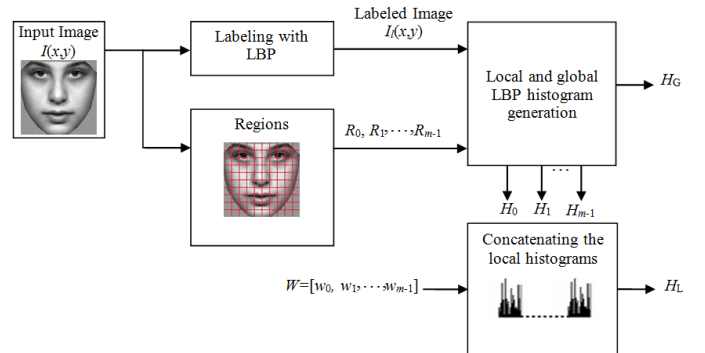 Input Image
I(x,y)
Labeling with
LBP
Labeled Image
Il(x,y)
Local and global
LBP histogram
generation
HG
Regions
R0, R1,···,Rm-1
···
H0 H1 Hm-1
Concatenating the
local histograms
W=[w0, w1,···,wm-1]
HL